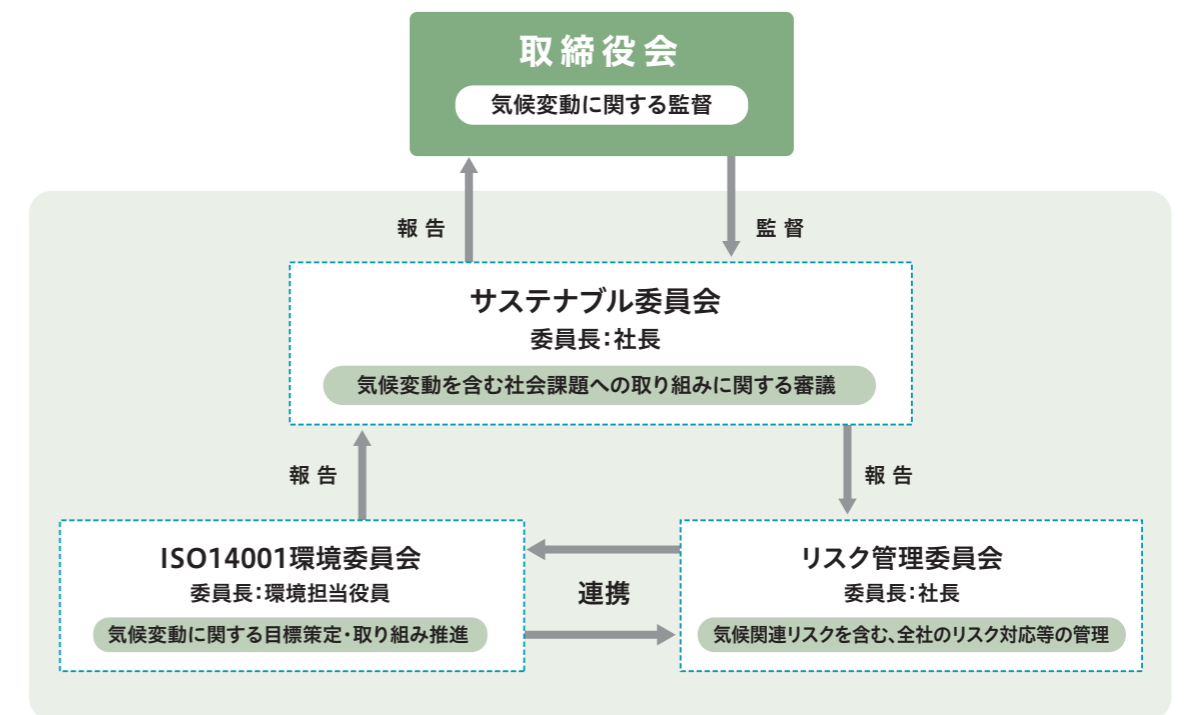 取締役会
気候変動に関する監督
報告
監督
サステナブル委員会
委員長：社長
気候変動を含む社会課題への取り組みに関する審議
報告
報告
ISO14001環境委員会
委員長：環境担当役員
気候変動に関する目標策定・取り組み推進
連携
リスク管理委員会
委員長：社長
気候関連リスクを含む、全社のリスク対応等の管理